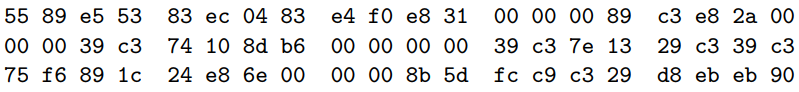 55 89 e5 53 83 ec 04 83 e4 f0 e8 31 00 00 00 89 c3 e8 2a 00
00 00 39 c3 74 10 8d b6 00 00 00 00 39 c3 7e 13 29 c3 39 c3
75 f6 89 1c 24 e8 6e 00 00 00 8b 5d fc c9 c3 29 d8 eb eb 90